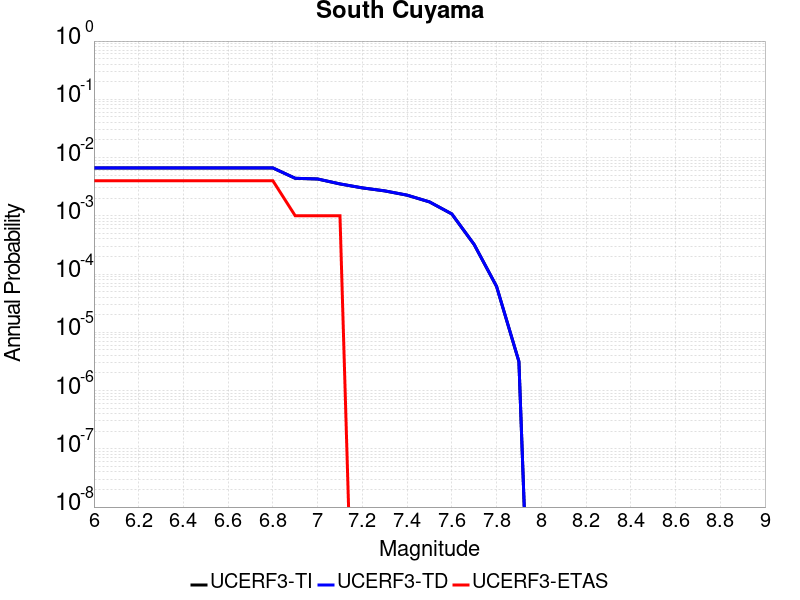 South Cuyama
10^0
10^-1
10^-2
10^-3
10^-4
10^-5
10^-6
10^-7
10^-8
Annual Probability
6 6.2 6.4 6.6 6.8 7 7.2 7.4 7.6 7.8 8 8.2 8.4 8.6 8.8 9
Magnitude
UCERF3-TI UCERF3-TD UCERF3-ETAS